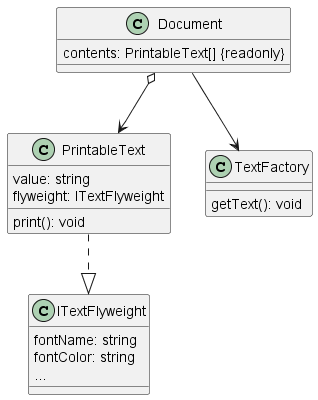 C Document
contents: PrintableText[] {readonly}
C PrintableText
value: string
flyweight: ITextFlyweight
print(): void
C TextFactory
getText(): void
C ITextFlyweight
fontName: string
fontColor: string
...